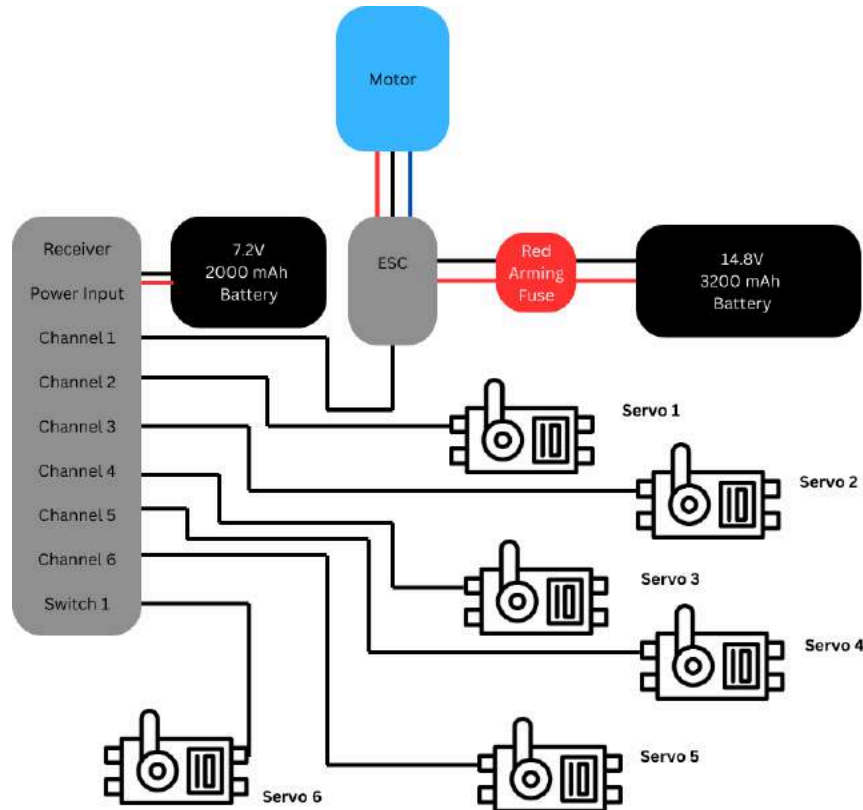 Motor
Receiver
Power Input
Channel 1
Channel 2
Channel 3
Channel 4
Channel 5
Channel 6
Switch 1
7.2V
2000 mAh
Battery
ESC
Red
Arming
Fuse
14.8V
3200 mAh
Battery
Servo 1
Servo 2
Servo 3
Servo 4
Servo 5
Servo 6